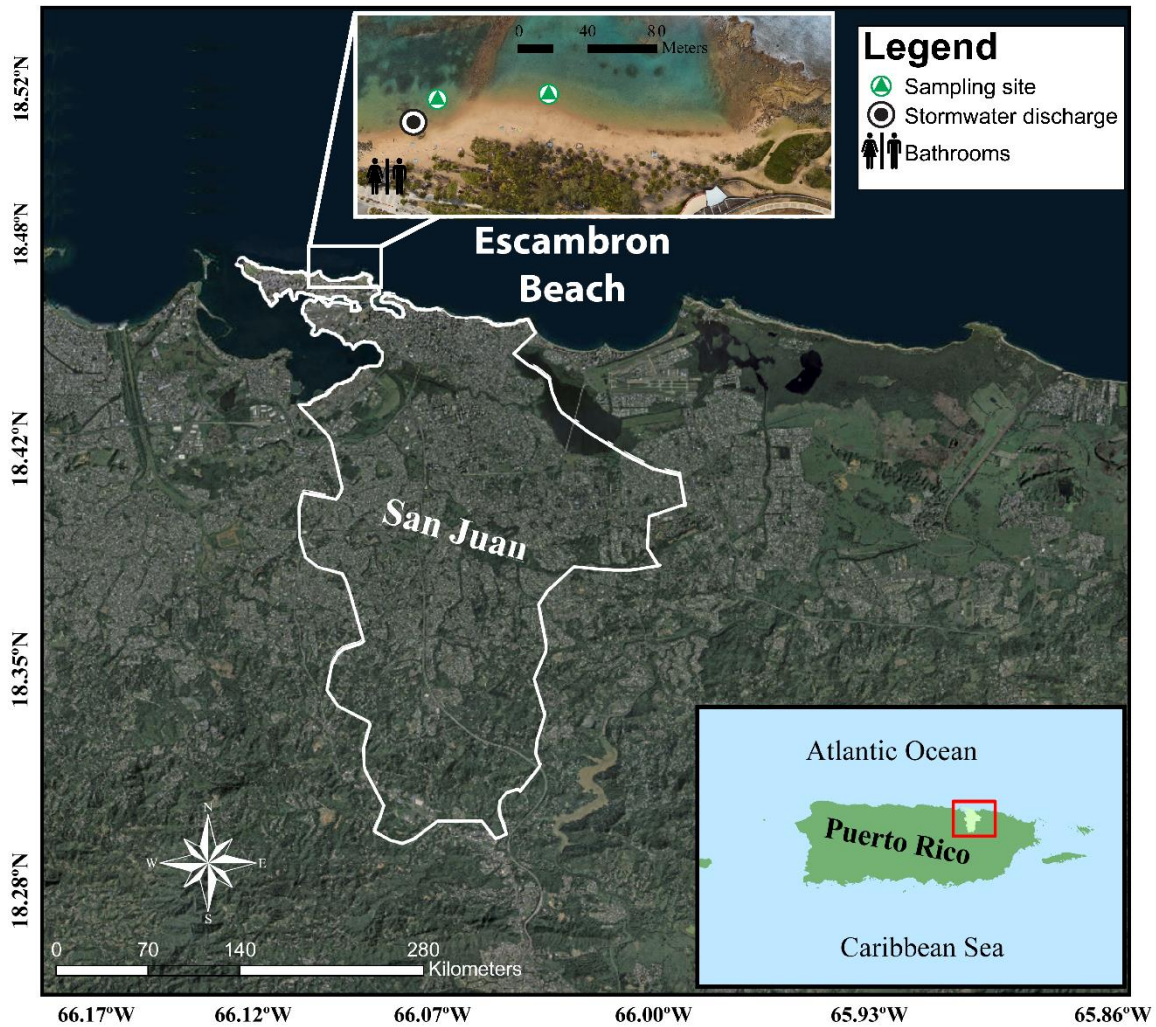 0 40 80
Meters
Legend
Sampling site
Stormwater discharge
Bathrooms
18.52°N
18.48°N
18.42°N
18.35°N
18.28°N
Escambron
Beach
San Juan
Atlantic Ocean
Puerto Rico
Caribbean Sea
N
W E
S
0 70 140 280
Kilometers
66.17°W 66.12°W 66.07°W 66.00°W 65.93°W 65.86°W